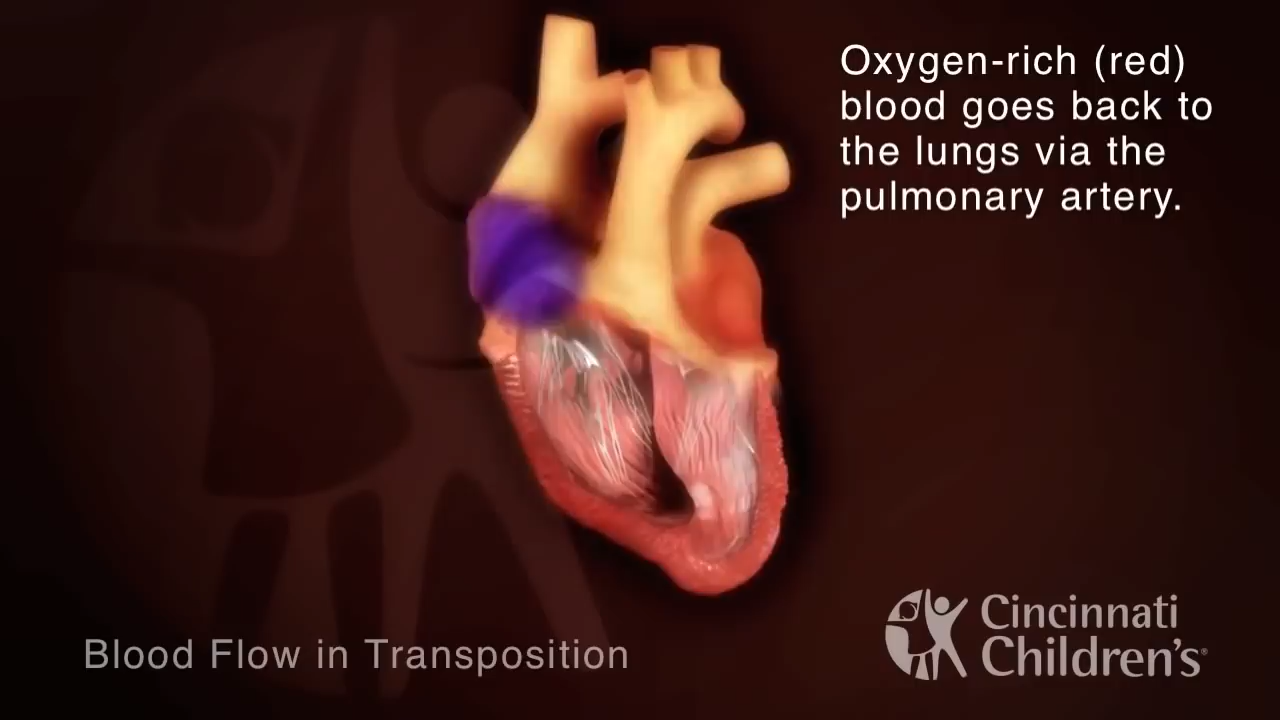 Oxygen-rich (red)
blood goes back to
the lungs via the
pulmonary artery.
Blood Flow in Transposition
Cincinnati
Children's®